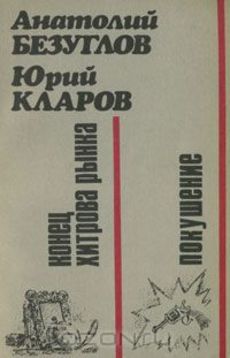 Анатолий
БЕЗУГЛОВ
Юрий
КЛАРОВ
конец
хитрова рынка
покушение